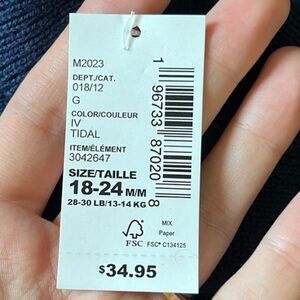 M2023
DEPT./CAT.
018/12
G
COLOR/COULEUR
IV
TIDAL
ITEM/ÉLÉMENT
3042647
SIZE/TAILLE
18-24 M/M
28-30 LB/13-14 KG
1 96733 87020 8
FSC
MIX
Paper
FSC® C134125
$34.95